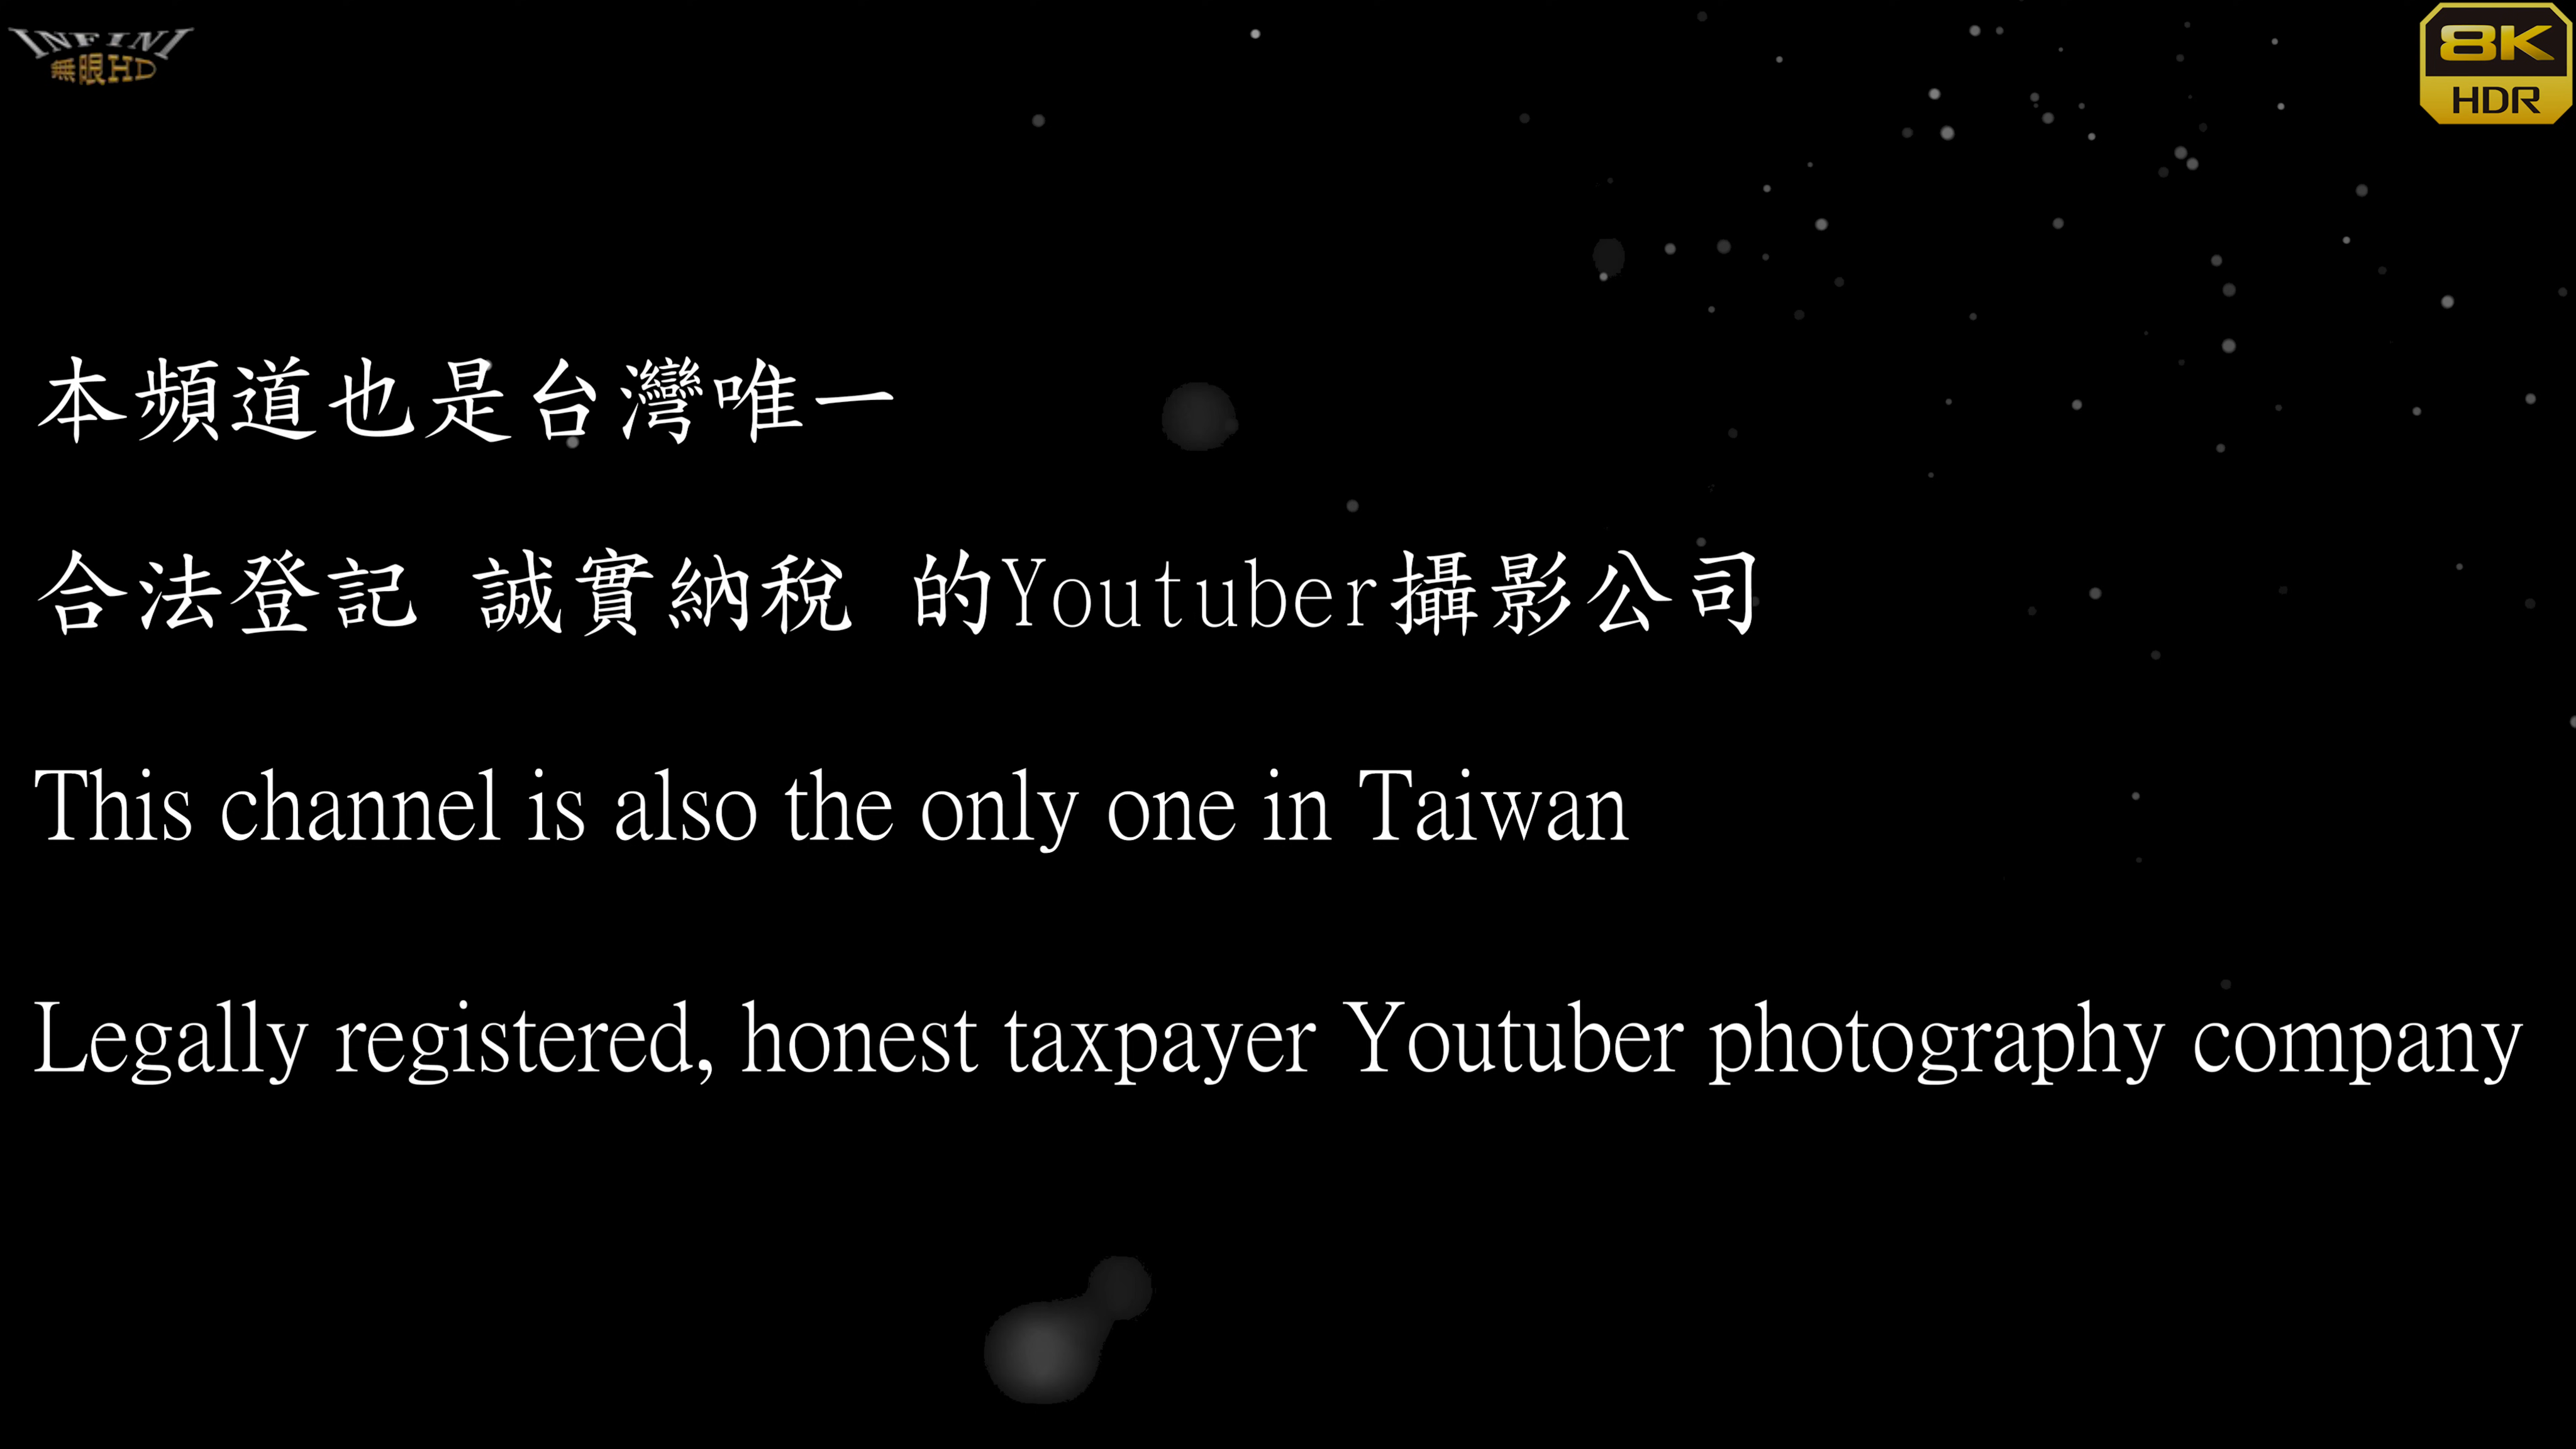 INFINI
無限HD
8K
HDR
本頻道也是台灣唯一
合法登記 誠實納稅 的Youtuber攝影公司
This channel is also the only one in Taiwan
Legally registered, honest taxpayer Youtuber photography company